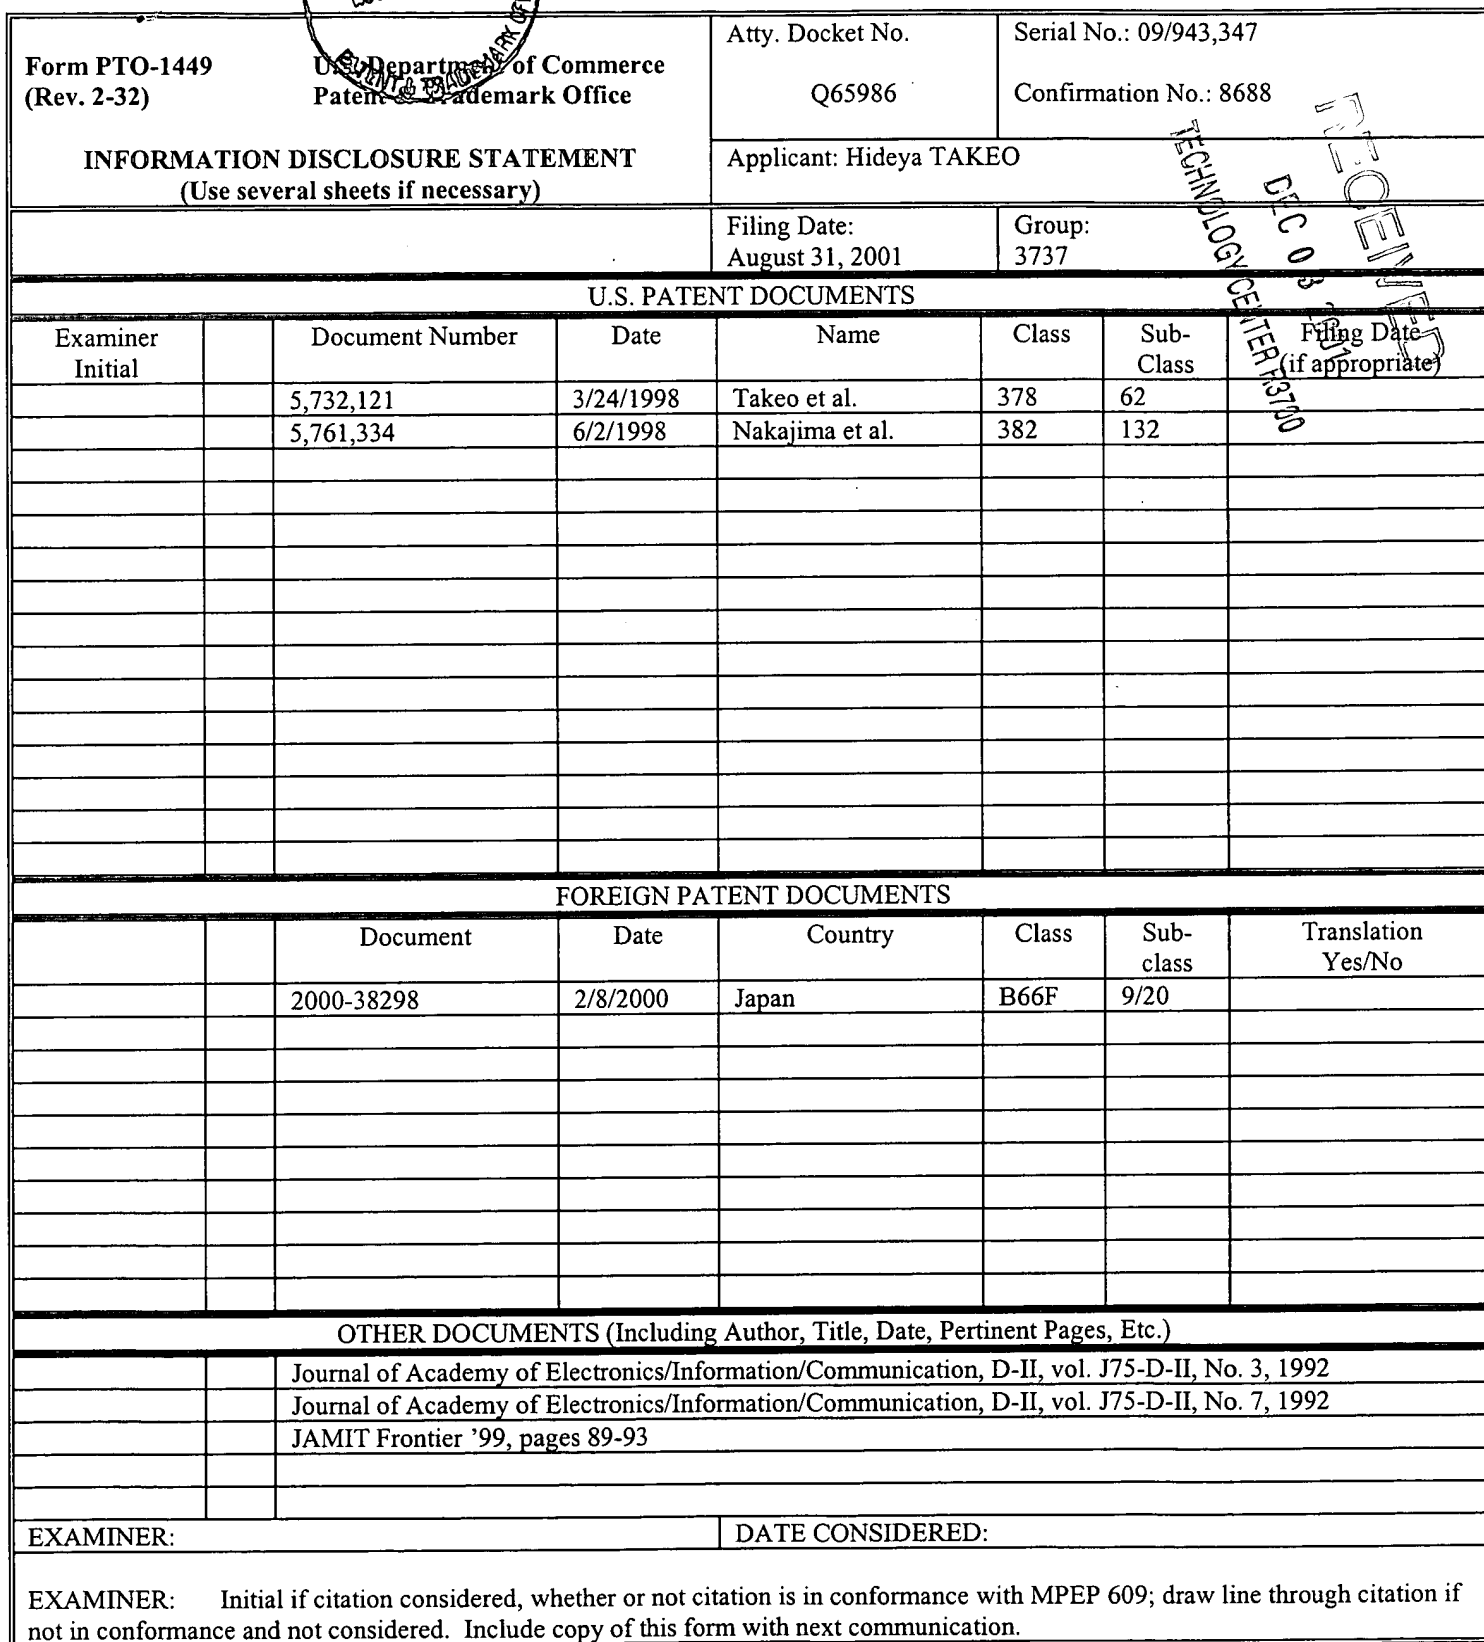 Form PTO-1449 U.S. Department of Commerce
(Rev. 2-32) Patent & Trademark Office
INFORMATION DISCLOSURE STATEMENT
(Use several sheets if necessary)
Atty. Docket No.
Q65986
Serial No.: 09/943,347
Confirmation No.: 8688
Applicant: Hideya TAKEO
Filing Date:
August 31, 2001
Group:
3737
PATENT & TRADEMARK
RECEIVED
DEC 03 2001
TECHNOLOGY CENTER R3700
U.S. PATENT DOCUMENTS
Examiner Initial Document Number Date Name Class Sub-Class Filing Date (if appropriate)
5,732,121 3/24/1998 Takeo et al. 378 62
5,761,334 6/2/1998 Nakajima et al. 382 132
FOREIGN PATENT DOCUMENTS
Document Date Country Class Sub-class Translation Yes/No
2000-38298 2/8/2000 Japan B66F 9/20
OTHER DOCUMENTS (Including Author, Title, Date, Pertinent Pages, Etc.)
Journal of Academy of Electronics/Information/Communication, D-II, vol. J75-D-II, No. 3, 1992
Journal of Academy of Electronics/Information/Communication, D-II, vol. J75-D-II, No. 7, 1992
JAMIT Frontier '99, pages 89-93
EXAMINER: DATE CONSIDERED:
EXAMINER: Initial if citation considered, whether or not citation is in conformance with MPEP 609; draw line through citation if
not in conformance and not considered. Include copy of this form with next communication.